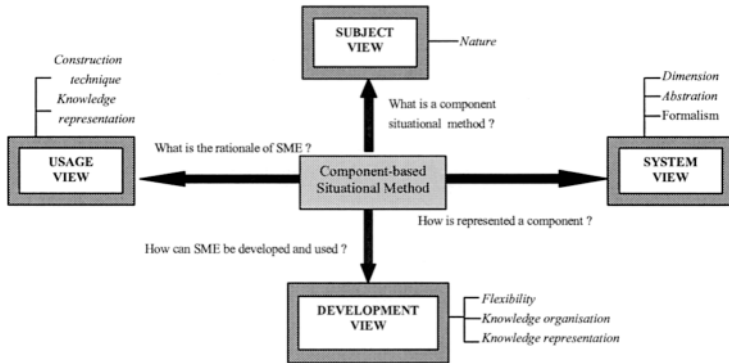 SUBJECT
VIEW
Nature
Construction
technique
Knowledge
representation
What is a component
situational method ?
Dimension
Abstration
Formalism
USAGE
VIEW
What is the rationale of SME ?
Component-based
Situational Method
SYSTEM
VIEW
How is represented a component ?
How can SME be developed and used ?
DEVELOPMENT
VIEW
Flexibility
Knowledge organisation
Knowledge representation